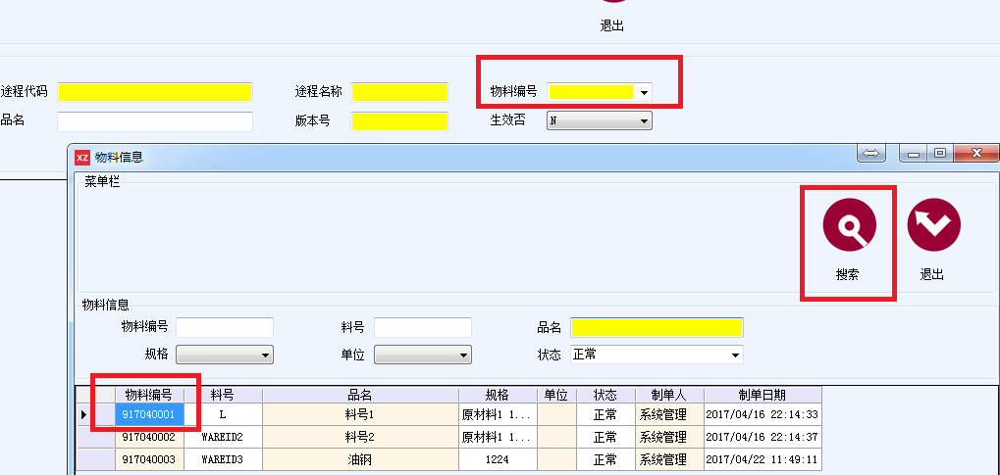 退出
途程代码 途程名称 物料编号
品名 版本号 生效否 N
XZ 物料信息
菜单栏
搜索 退出
物料信息
物料编号 料号 品名
规格 单位 状态 正常
物料编号 料号 品名 规格 单位 状态 制单人 制单日期
917040001 L 料号1 原材料1 1... 正常 系统管理 2017/04/16 22:14:33
917040002 WAREID2 料号2 原材料1 1... 正常 系统管理 2017/04/16 22:14:37
917040003 WAREID3 油钢 1224 正常 系统管理 2017/04/22 11:49:11